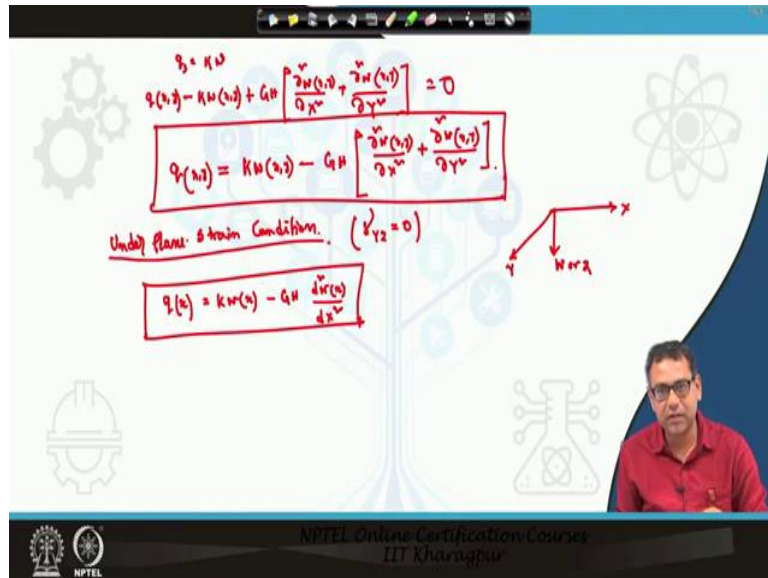 q = KW
q(x,y) - KW(x,y) + GH [∂²W(x,y)/∂x² + ∂²W(x,y)/∂y²] = 0
q(x,y) = KW(x,y) - GH [∂²W(x,y)/∂x² + ∂²W(x,y)/∂y²].
X
Under Plane Strain Condition. (γyz = 0)
Y
W or z
q(x) = KW(x) - GH d²W(x)/dx²
NPTEL Online Certification Courses
IIT Kharagpur
NPTEL